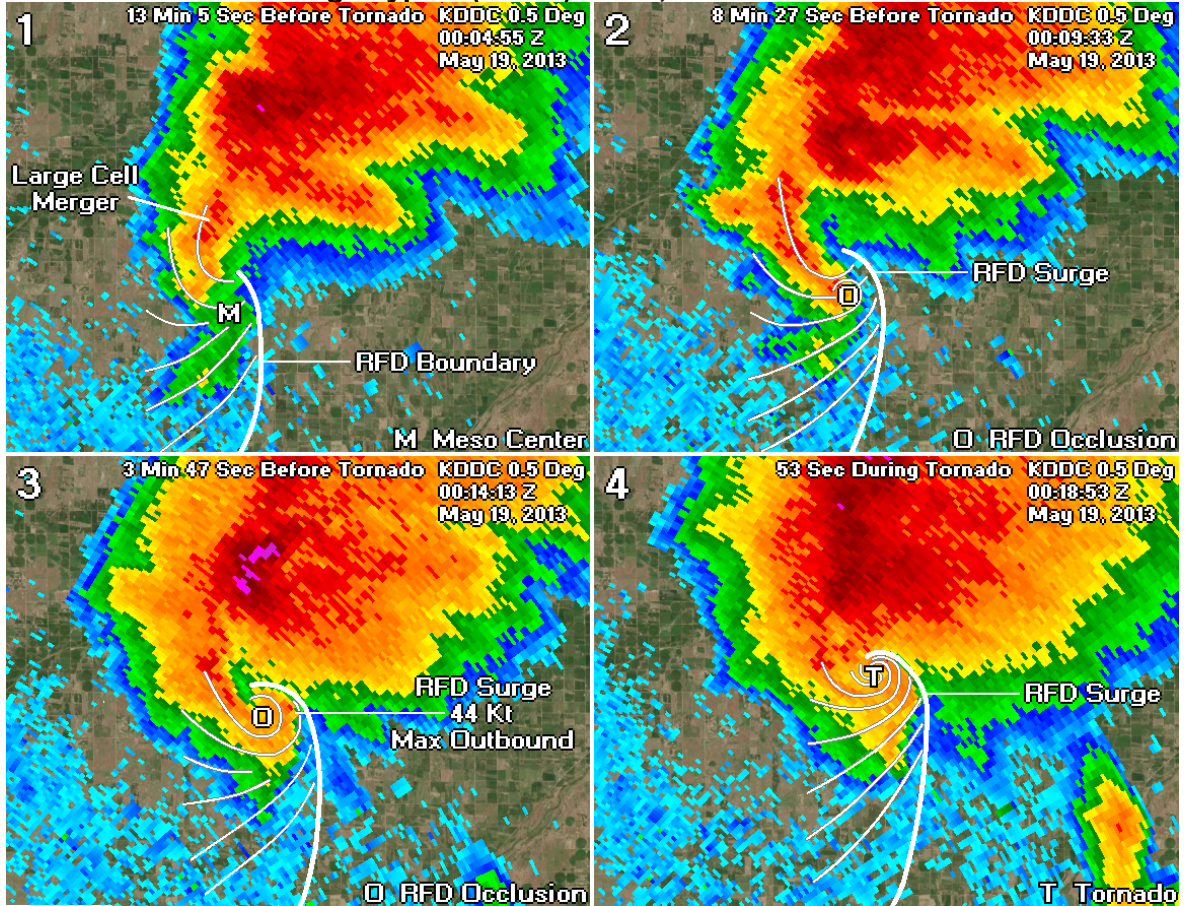 1
13 Min 5 Sec Before Tornado KDDC 0.5 Deg
00:04:55 Z
May 19, 2013
Large Cell
Merger
M
RFD Boundary
M Meso Center
2
8 Min 27 Sec Before Tornado KDDC 0.5 Deg
00:09:33 Z
May 19, 2013
RFD Surge
O
O RFD Occlusion
3
3 Min 47 Sec Before Tornado KDDC 0.5 Deg
00:14:13 Z
May 19, 2013
O
RFD Surge
44 Kt
Max Outbound
O RFD Occlusion
4
53 Sec During Tornado KDDC 0.5 Deg
00:18:53 Z
May 19, 2013
T
RFD Surge
T Tornado